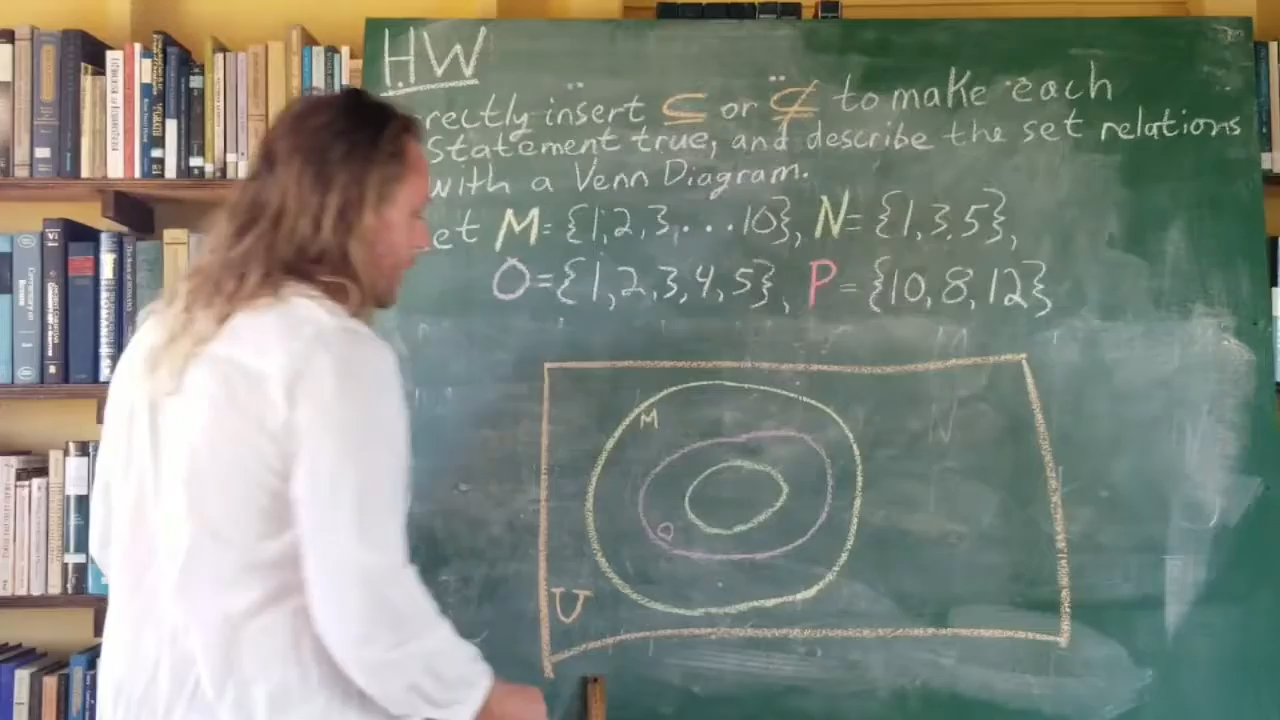 HW
rectly insert ⊆ or ⊈ to make each
statement true, and describe the set relations
with a Venn Diagram.
et M={1,2,3,...10}, N={1,3,5},
O={1,2,3,4,5}, P={10,8,12}
M
O
U